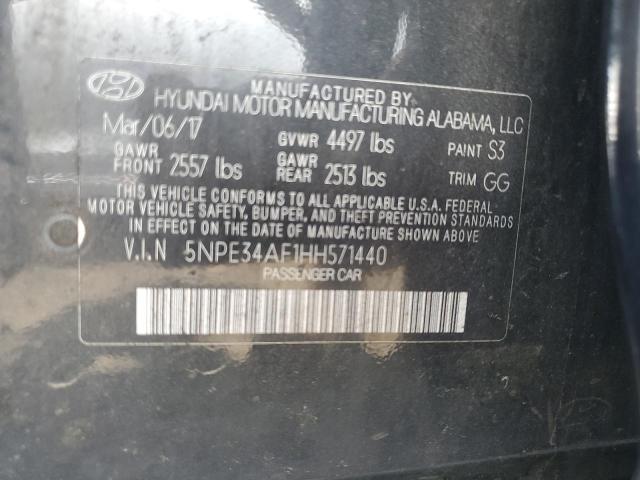 MANUFACTURED BY
HYUNDAI MOTOR MANUFACTURING ALABAMA, LLC
Mar/06/17 GVWR 4497 lbs PAINT S3
GAWR FRONT 2557 lbs GAWR REAR 2513 lbs TRIM GG
THIS VEHICLE CONFORMS TO ALL APPLICABLE U.S.A. FEDERAL
MOTOR VEHICLE SAFETY, BUMPER, AND THEFT PREVENTION STANDARDS
IN EFFECT ON THE DATE OF MANUFACTURE SHOWN ABOVE.
V.I.N 5NPE34AF1HH571440
PASSENGER CAR